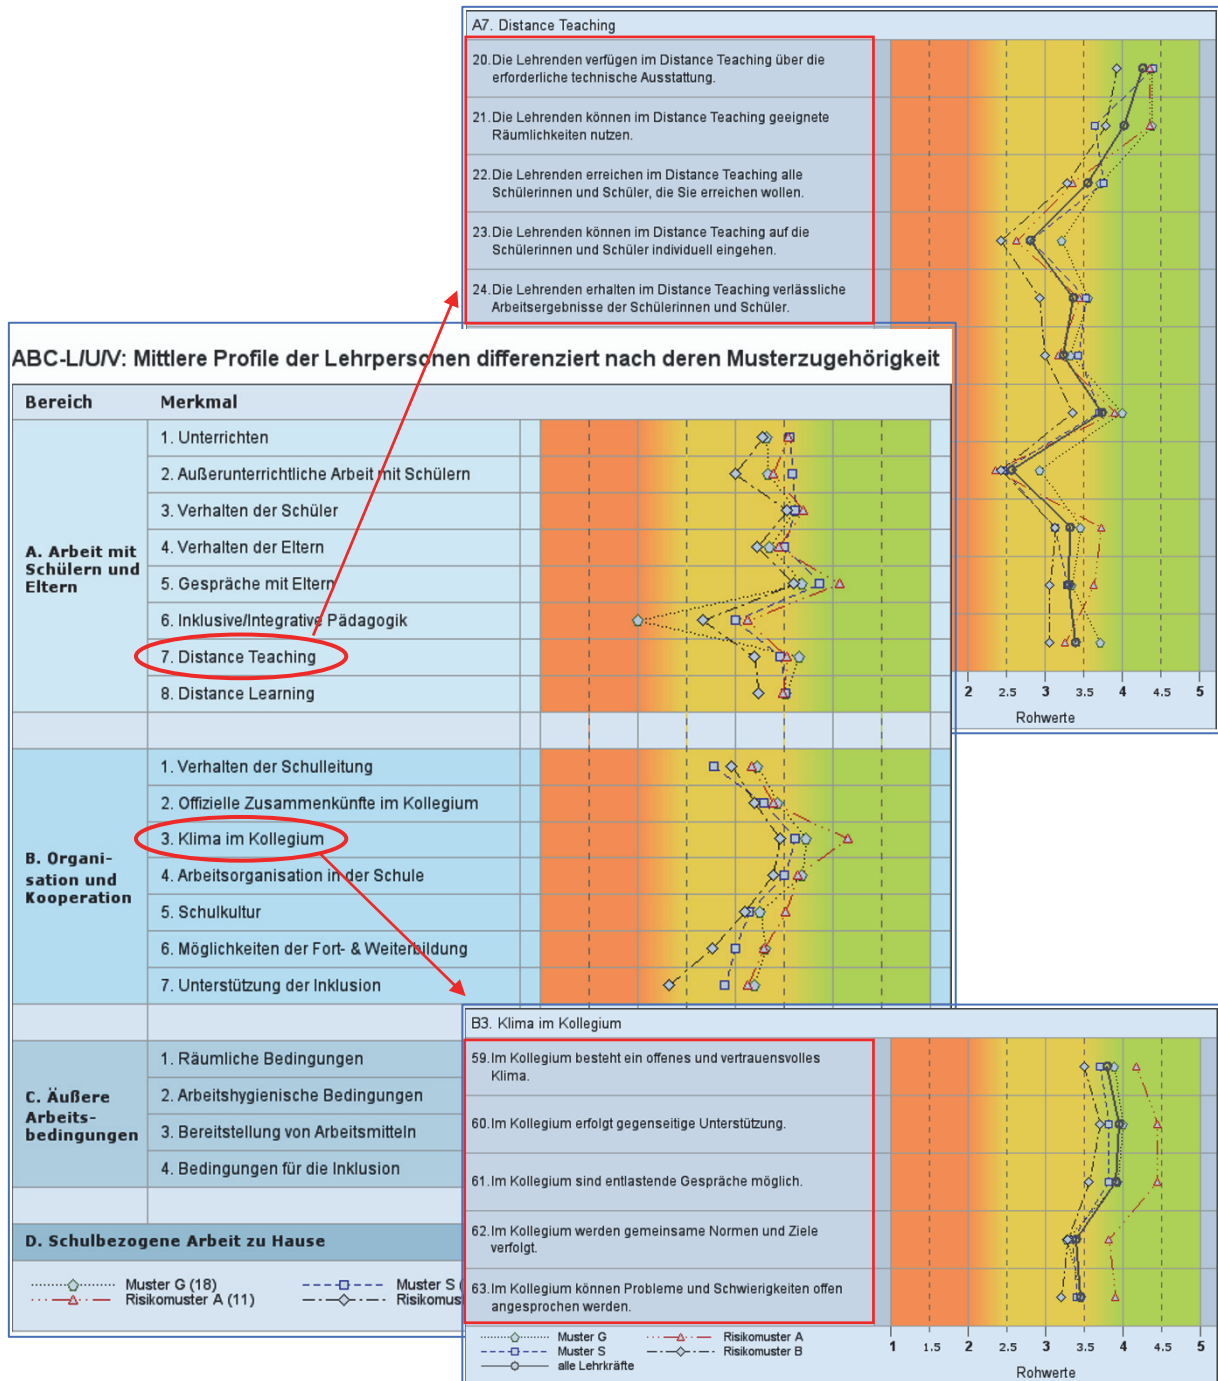 A7. Distance Teaching
20. Die Lehrenden verfügen im Distance Teaching über die
erforderliche technische Ausstattung.
21. Die Lehrenden können im Distance Teaching geeignete
Räumlichkeiten nutzen.
22. Die Lehrenden erreichen im Distance Teaching alle
Schülerinnen und Schüler, die Sie erreichen wollen.
23. Die Lehrenden können im Distance Teaching auf die
Schülerinnen und Schüler individuell eingehen.
24. Die Lehrenden erhalten im Distance Teaching verlässliche
Arbeitsergebnisse der Schülerinnen und Schüler.
2 2.5 3 3.5 4 4.5 5
Rohwerte
ABC-L/U/V: Mittlere Profile der Lehrpersonen differenziert nach deren Musterzugehörigkeit
Bereich Merkmal
A. Arbeit mit
Schülern und
Eltern
1. Unterrichten
2. Außerunterrichtliche Arbeit mit Schülern
3. Verhalten der Schüler
4. Verhalten der Eltern
5. Gespräche mit Eltern
6. Inklusive/Integrative Pädagogik
7. Distance Teaching
8. Distance Learning
B. Organi-
sation und
Kooperation
1. Verhalten der Schulleitung
2. Offizielle Zusammenkünfte im Kollegium
3. Klima im Kollegium
4. Arbeitsorganisation in der Schule
5. Schulkultur
6. Möglichkeiten der Fort- & Weiterbildung
7. Unterstützung der Inklusion
C. Äußere
Arbeits-
bedingungen
1. Räumliche Bedingungen
2. Arbeitshygienische Bedingungen
3. Bereitstellung von Arbeitsmitteln
4. Bedingungen für die Inklusion
D. Schulbezogene Arbeit zu Hause
Muster G (18) Muster S (
Risikomuster A (11) Risikomus
B3. Klima im Kollegium
59. Im Kollegium besteht ein offenes und vertrauensvolles
Klima.
60. Im Kollegium erfolgt gegenseitige Unterstützung.
61. Im Kollegium sind entlastende Gespräche möglich.
62. Im Kollegium werden gemeinsame Normen und Ziele
verfolgt.
63. Im Kollegium können Probleme und Schwierigkeiten offen
angesprochen werden.
Muster G Risikomuster A
Muster S Risikomuster B
alle Lehrkräfte
1 1.5 2 2.5 3 3.5 4 4.5 5
Rohwerte